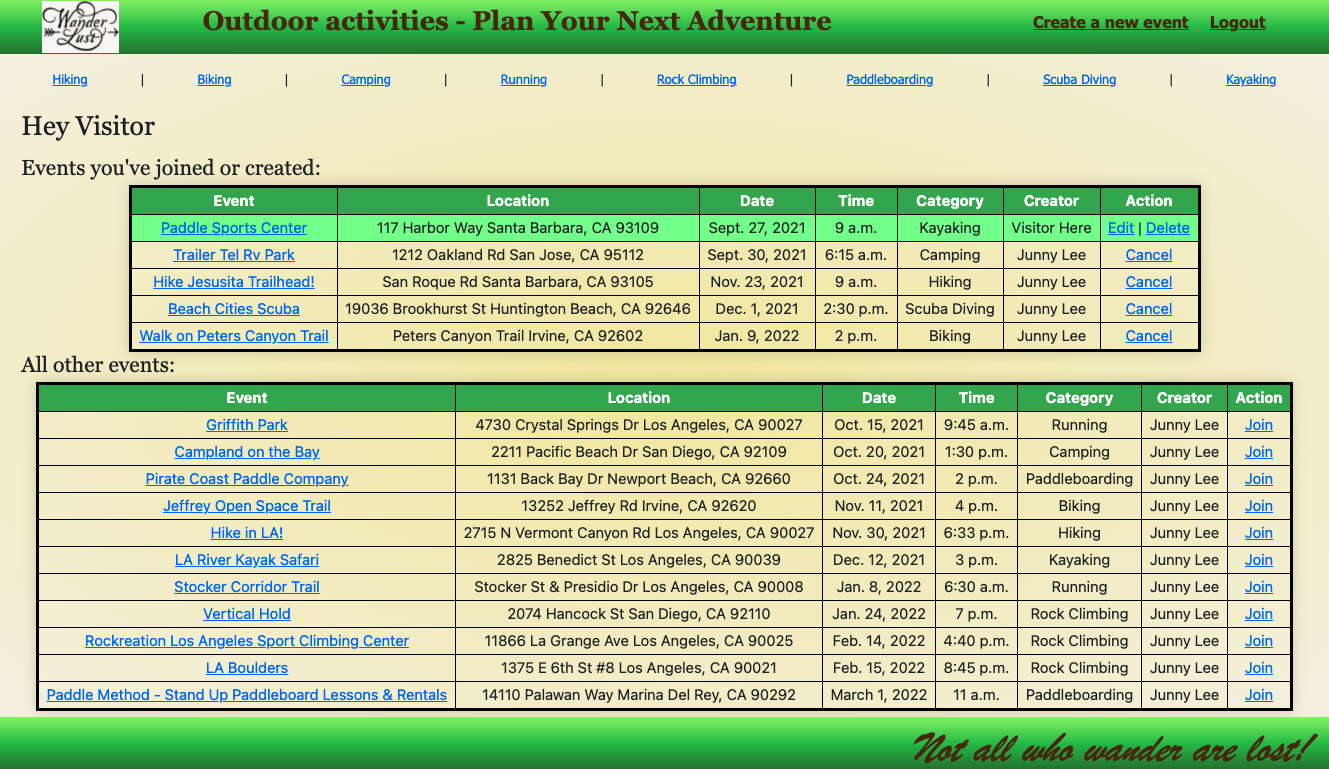 Wander Lust
Outdoor activities - Plan Your Next Adventure
Create a new event Logout
Hiking | Biking | Camping | Running | Rock Climbing | Paddleboarding | Scuba Diving | Kayaking
Hey Visitor
Events you've joined or created:
Event Location Date Time Category Creator Action
Paddle Sports Center 117 Harbor Way Santa Barbara, CA 93109 Sept. 27, 2021 9 a.m. Kayaking Visitor Here Edit | Delete
Trailer Tel Rv Park 1212 Oakland Rd San Jose, CA 95112 Sept. 30, 2021 6:15 a.m. Camping Junny Lee Cancel
Hike Jesusita Trailhead! San Roque Rd Santa Barbara, CA 93105 Nov. 23, 2021 9 a.m. Hiking Junny Lee Cancel
Beach Cities Scuba 19036 Brookhurst St Huntington Beach, CA 92646 Dec. 1, 2021 2:30 p.m. Scuba Diving Junny Lee Cancel
Walk on Peters Canyon Trail Peters Canyon Trail Irvine, CA 92602 Jan. 9, 2022 2 p.m. Biking Junny Lee Cancel
All other events:
Event Location Date Time Category Creator Action
Griffith Park 4730 Crystal Springs Dr Los Angeles, CA 90027 Oct. 15, 2021 9:45 a.m. Running Junny Lee Join
Campland on the Bay 2211 Pacific Beach Dr San Diego, CA 92109 Oct. 20, 2021 1:30 p.m. Camping Junny Lee Join
Pirate Coast Paddle Company 1131 Back Bay Dr Newport Beach, CA 92660 Oct. 24, 2021 2 p.m. Paddleboarding Junny Lee Join
Jeffrey Open Space Trail 13252 Jeffrey Rd Irvine, CA 92620 Nov. 11, 2021 4 p.m. Biking Junny Lee Join
Hike in LA! 2715 N Vermont Canyon Rd Los Angeles, CA 90027 Nov. 30, 2021 6:33 p.m. Hiking Junny Lee Join
LA River Kayak Safari 2825 Benedict St Los Angeles, CA 90039 Dec. 12, 2021 3 p.m. Kayaking Junny Lee Join
Stocker Corridor Trail Stocker St & Presidio Dr Los Angeles, CA 90008 Jan. 8, 2022 6:30 a.m. Running Junny Lee Join
Vertical Hold 2074 Hancock St San Diego, CA 92110 Jan. 24, 2022 7 p.m. Rock Climbing Junny Lee Join
Rockreation Los Angeles Sport Climbing Center 11866 La Grange Ave Los Angeles, CA 90025 Feb. 14, 2022 4:40 p.m. Rock Climbing Junny Lee Join
LA Boulders 1375 E 6th St #8 Los Angeles, CA 90021 Feb. 15, 2022 8:45 p.m. Rock Climbing Junny Lee Join
Paddle Method - Stand Up Paddleboard Lessons & Rentals 14110 Palawan Way Marina Del Rey, CA 90292 March 1, 2022 11 a.m. Paddleboarding Junny Lee Join
Not all who wander are lost!